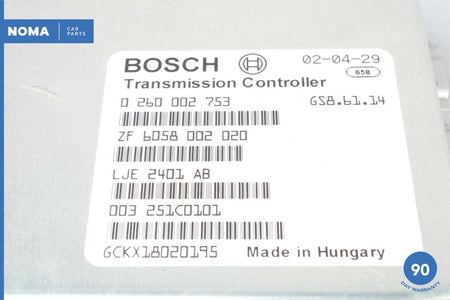 NOMA CAR PARTS
BOSCH 02-04-29
658
Transmission Controller
0 260 002 753 GS8.61.14
ZF 6058 002 020
LJE 2401 AB
003 251C0101
GCKX18020195 Made in Hungary
90
DAY WARRANTY